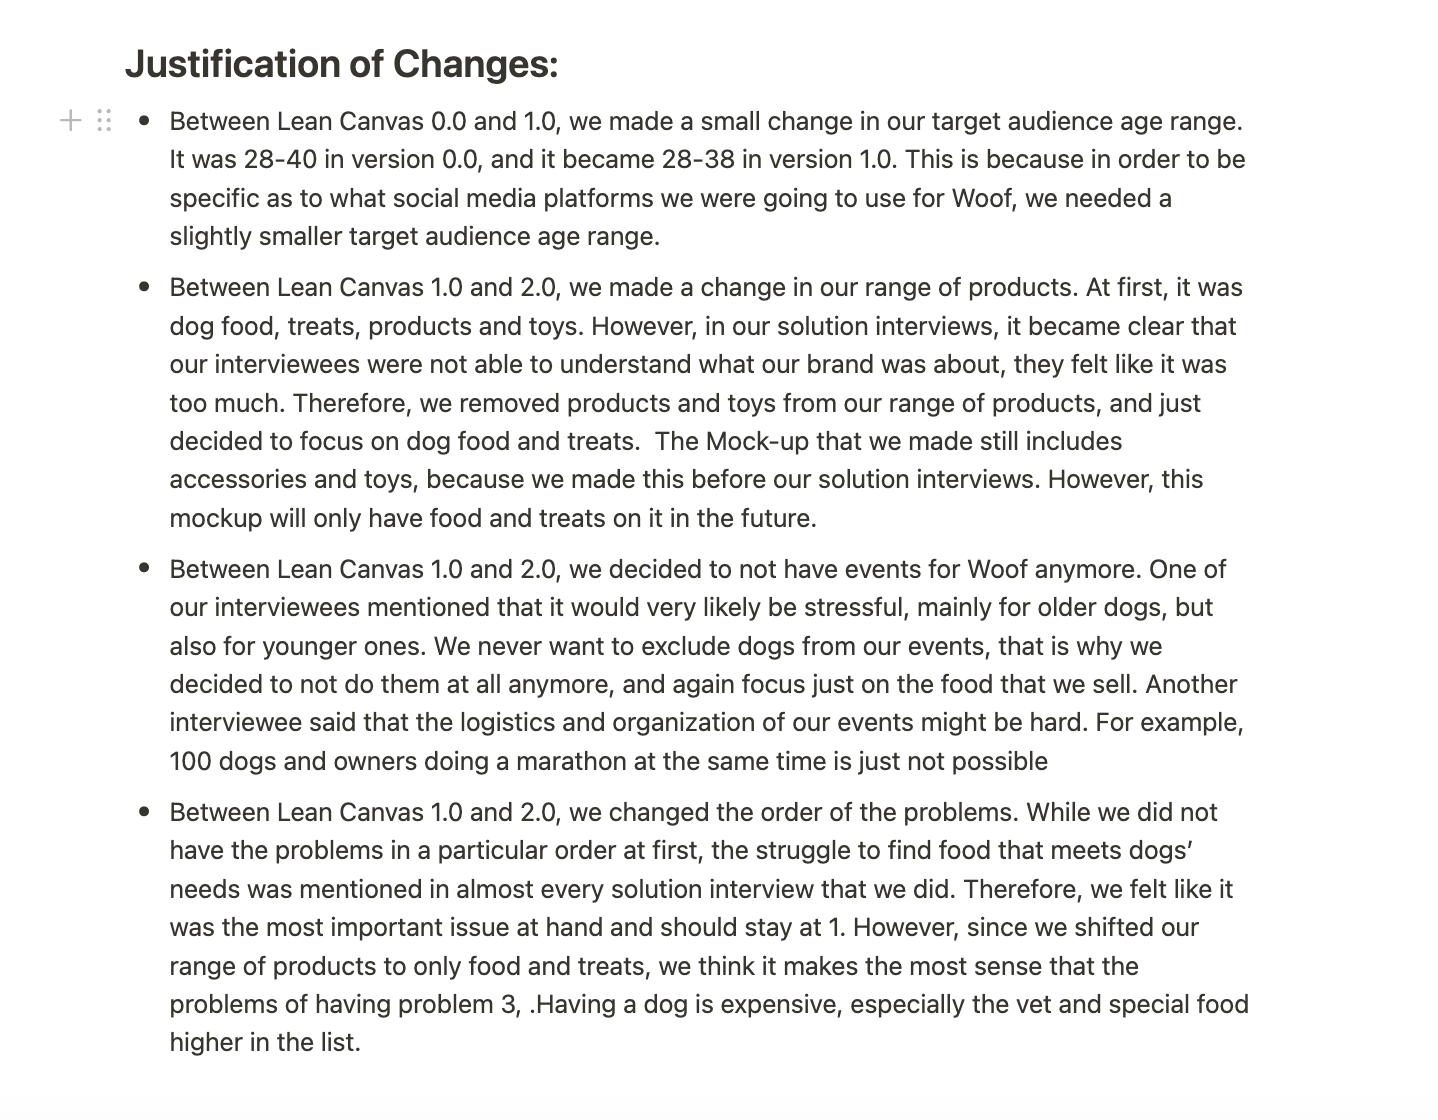 Justification of Changes:
• Between Lean Canvas 0.0 and 1.0, we made a small change in our target audience age range.
It was 28-40 in version 0.0, and it became 28-38 in version 1.0. This is because in order to be
specific as to what social media platforms we were going to use for Woof, we needed a
slightly smaller target audience age range.
• Between Lean Canvas 1.0 and 2.0, we made a change in our range of products. At first, it was
dog food, treats, products and toys. However, in our solution interviews, it became clear that
our interviewees were not able to understand what our brand was about, they felt like it was
too much. Therefore, we removed products and toys from our range of products, and just
decided to focus on dog food and treats.  The Mock-up that we made still includes
accessories and toys, because we made this before our solution interviews. However, this
mockup will only have food and treats on it in the future.
• Between Lean Canvas 1.0 and 2.0, we decided to not have events for Woof anymore. One of
our interviewees mentioned that it would very likely be stressful, mainly for older dogs, but
also for younger ones. We never want to exclude dogs from our events, that is why we
decided to not do them at all anymore, and again focus just on the food that we sell. Another
interviewee said that the logistics and organization of our events might be hard. For example,
100 dogs and owners doing a marathon at the same time is just not possible
• Between Lean Canvas 1.0 and 2.0, we changed the order of the problems. While we did not
have the problems in a particular order at first, the struggle to find food that meets dogs’
needs was mentioned in almost every solution interview that we did. Therefore, we felt like it
was the most important issue at hand and should stay at 1. However, since we shifted our
range of products to only food and treats, we think it makes the most sense that the
problems of having problem 3, .Having a dog is expensive, especially the vet and special food
higher in the list.